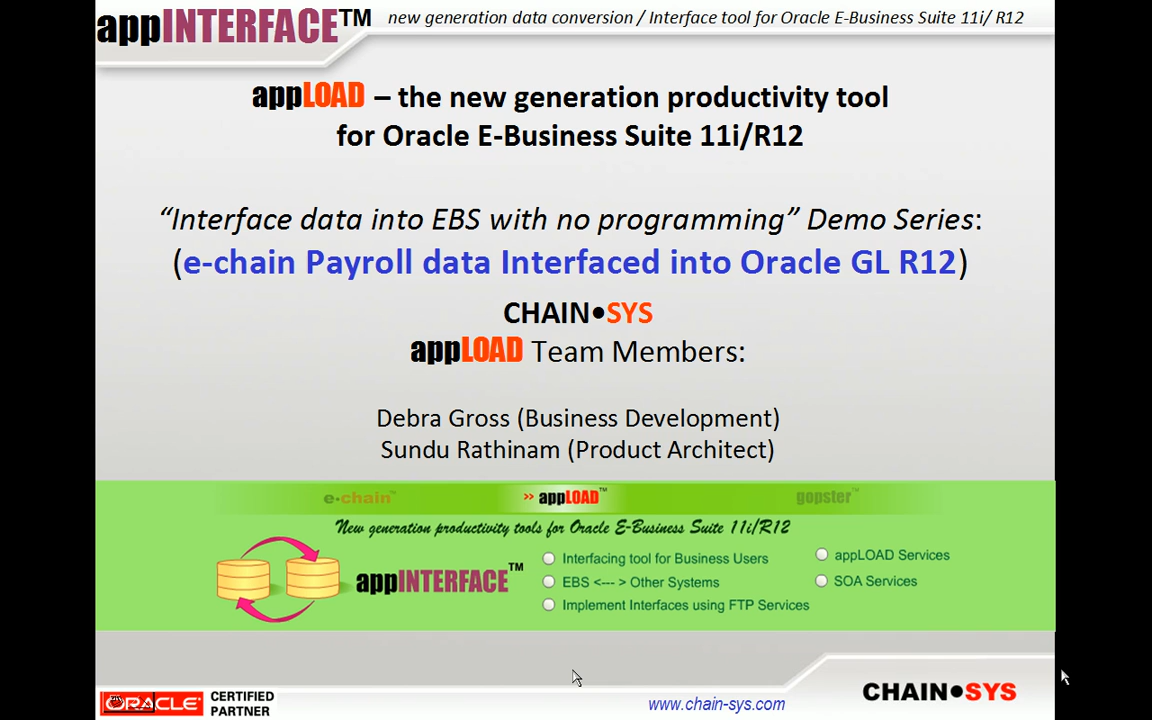 appINTERFACE™ new generation data conversion / Interface tool for Oracle E-Business Suite 11i/ R12
appLOAD – the new generation productivity tool
for Oracle E-Business Suite 11i/R12
“Interface data into EBS with no programming” Demo Series:
(e-chain Payroll data Interfaced into Oracle GL R12)
CHAIN•SYS
appLOAD Team Members:
Debra Gross (Business Development)
Sundu Rathinam (Product Architect)
e-chain™ >> appLOAD™ gopster™
New generation productivity tools for Oracle E-Business Suite 11i/R12
appINTERFACE™
Interfacing tool for Business Users
EBS <--- > Other Systems
Implement Interfaces using FTP Services
appLOAD Services
SOA Services
ORACLE CERTIFIED
PARTNER
www.chain-sys.com
CHAIN•SYS